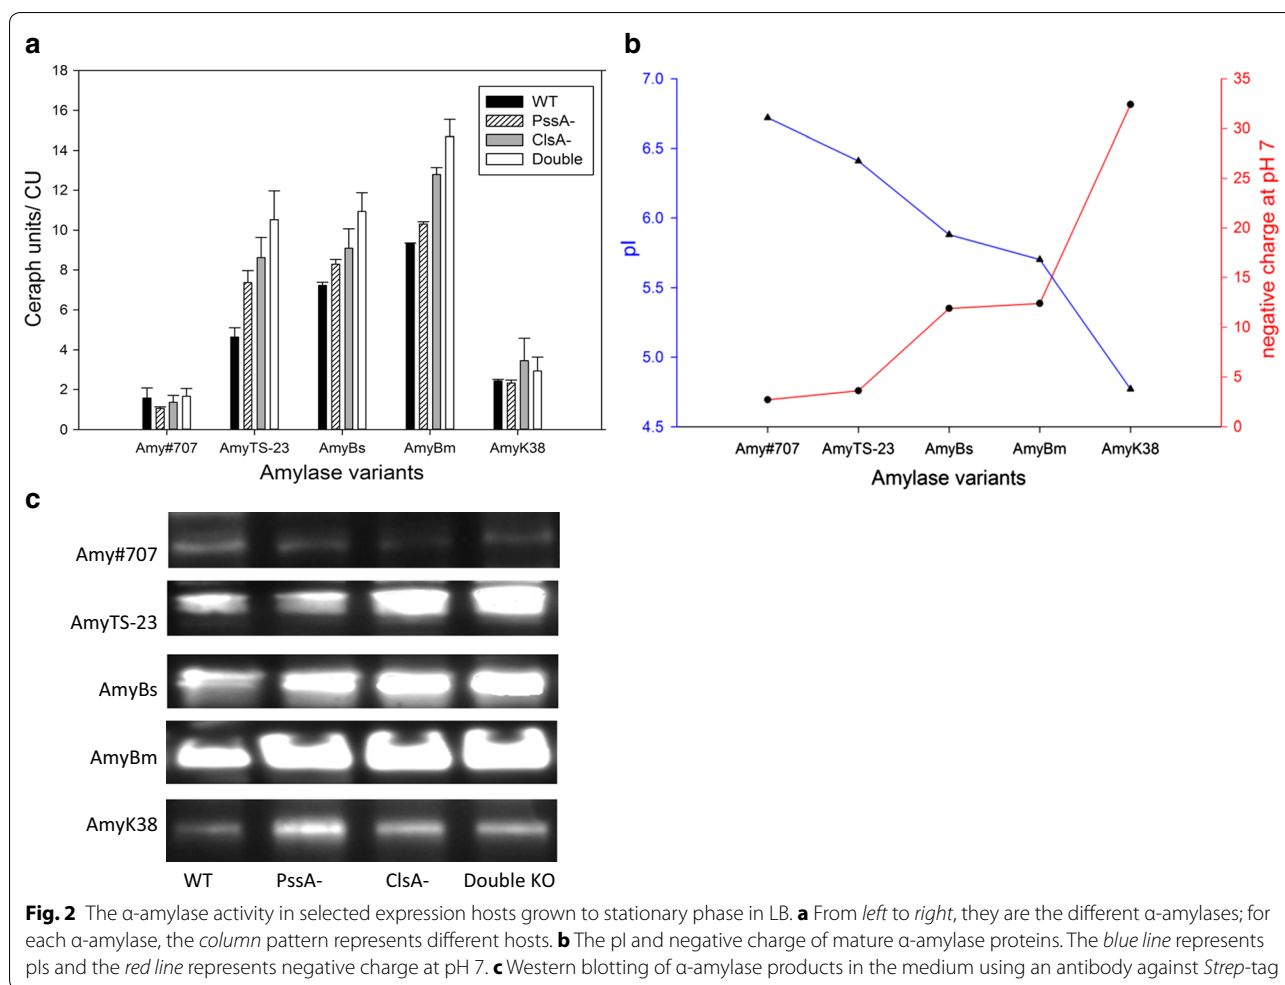 a
18
16
14
12
10
8
6
4
2
0
Ceraph units/ CU
WT
PssA-
ClsA-
Double
Amy#707 AmyTS-23 AmyBs AmyBm AmyK38
Amylase variants
b
7.0
6.5
6.0
5.5
5.0
4.5
pI
35
30
25
20
15
10
5
0
negative charge at pH 7
Amy#707 AmyTS-23 AmyBs AmyBm AmyK38
Amylase variants
c
Amy#707
AmyTS-23
AmyBs
AmyBm
AmyK38
WT PssA- ClsA- Double KO
Fig. 2 The α-amylase activity in selected expression hosts grown to stationary phase in LB. a From left to right, they are the different α-amylases; for
each α-amylase, the column pattern represents different hosts. b The pI and negative charge of mature α-amylase proteins. The blue line represents
pIs and the red line represents negative charge at pH 7. c Western blotting of α-amylase products in the medium using an antibody against Strep-tag